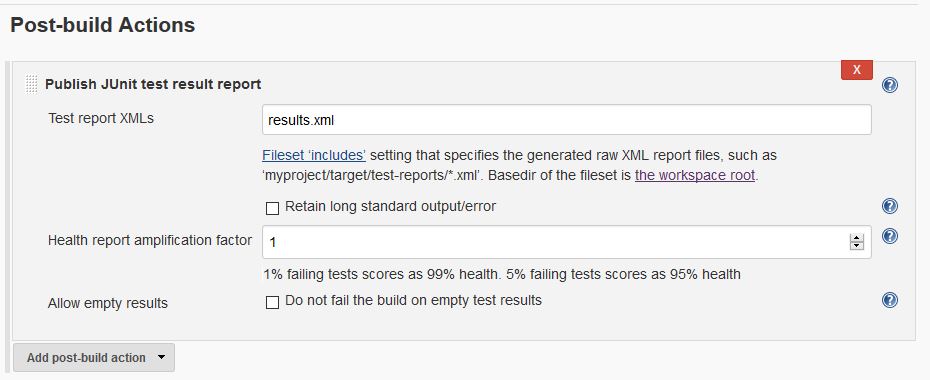 Post-build Actions
X
Publish JUnit test result report
?
Test report XMLs
results.xml
Fileset ‘includes’ setting that specifies the generated raw XML report files, such as
‘myproject/target/test-reports/*.xml’. Basedir of the fileset is the workspace root.
Retain long standard output/error
?
Health report amplification factor
1
?
1% failing tests scores as 99% health. 5% failing tests scores as 95% health
Allow empty results
Do not fail the build on empty test results
?
Add post-build action